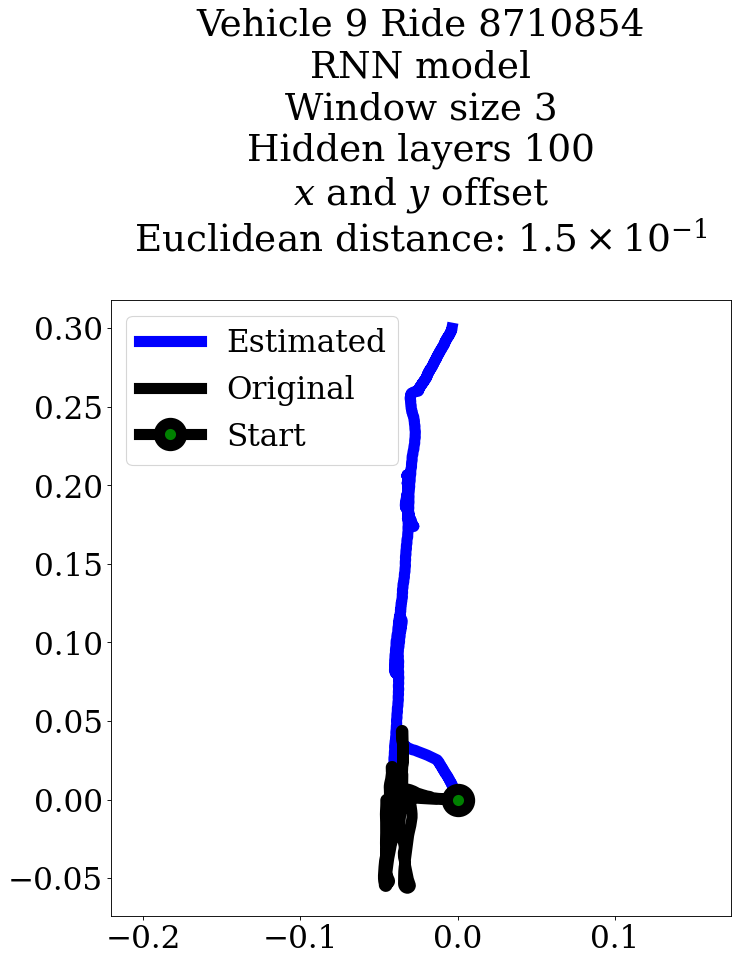 Vehicle 9 Ride 8710854
RNN model
Window size 3
Hidden layers 100
x and y offset
Euclidean distance: 1.5 × 10⁻¹
Estimated
Original
Start
0.30
0.25
0.20
0.15
0.10
0.05
0.00
−0.05
−0.2
−0.1
0.0
0.1